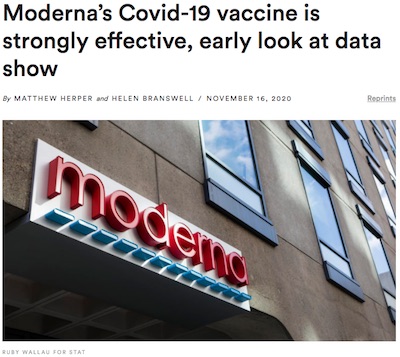 Moderna's Covid-19 vaccine is
strongly effective, early look at data
show
By MATTHEW HERPER and HELEN BRANSWELL / NOVEMBER 16, 2020
Reprints
moderna
RUBY WALLAU FOR STAT